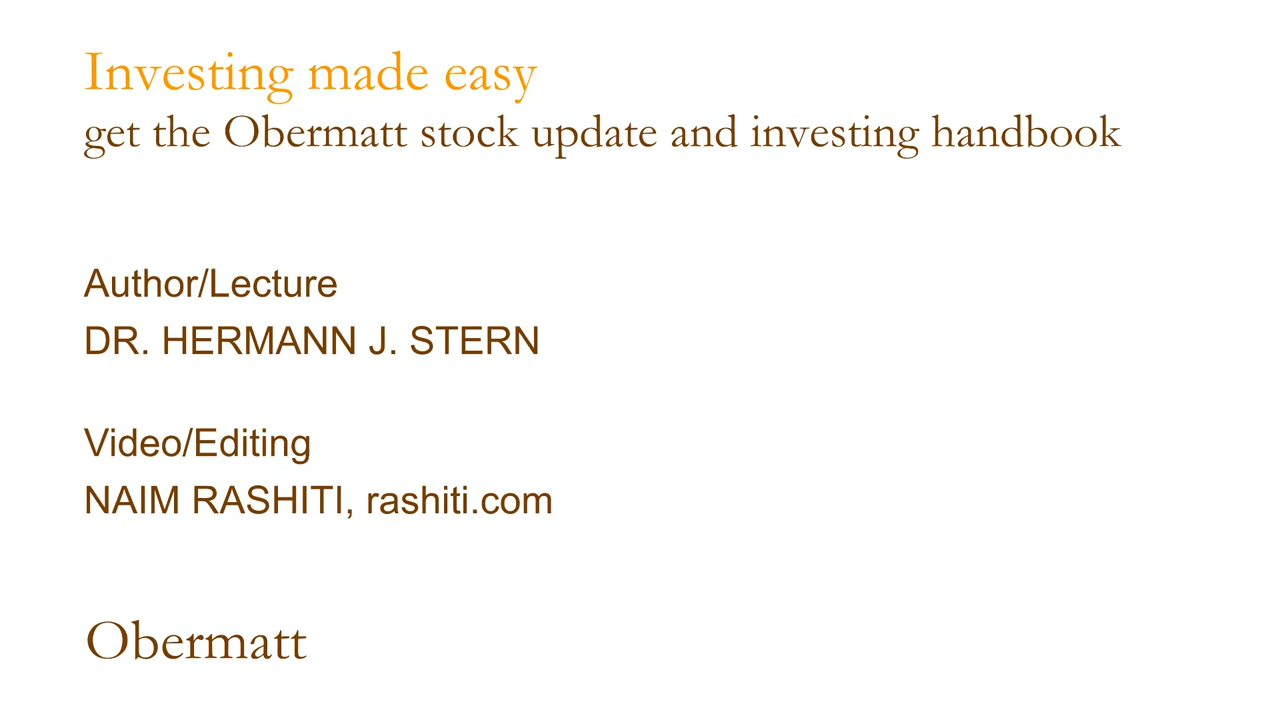 Investing made easy
get the Obermatt stock update and investing handbook
Author/Lecture
DR. HERMANN J. STERN
Video/Editing
NAIM RASHITI, rashiti.com
Obermatt